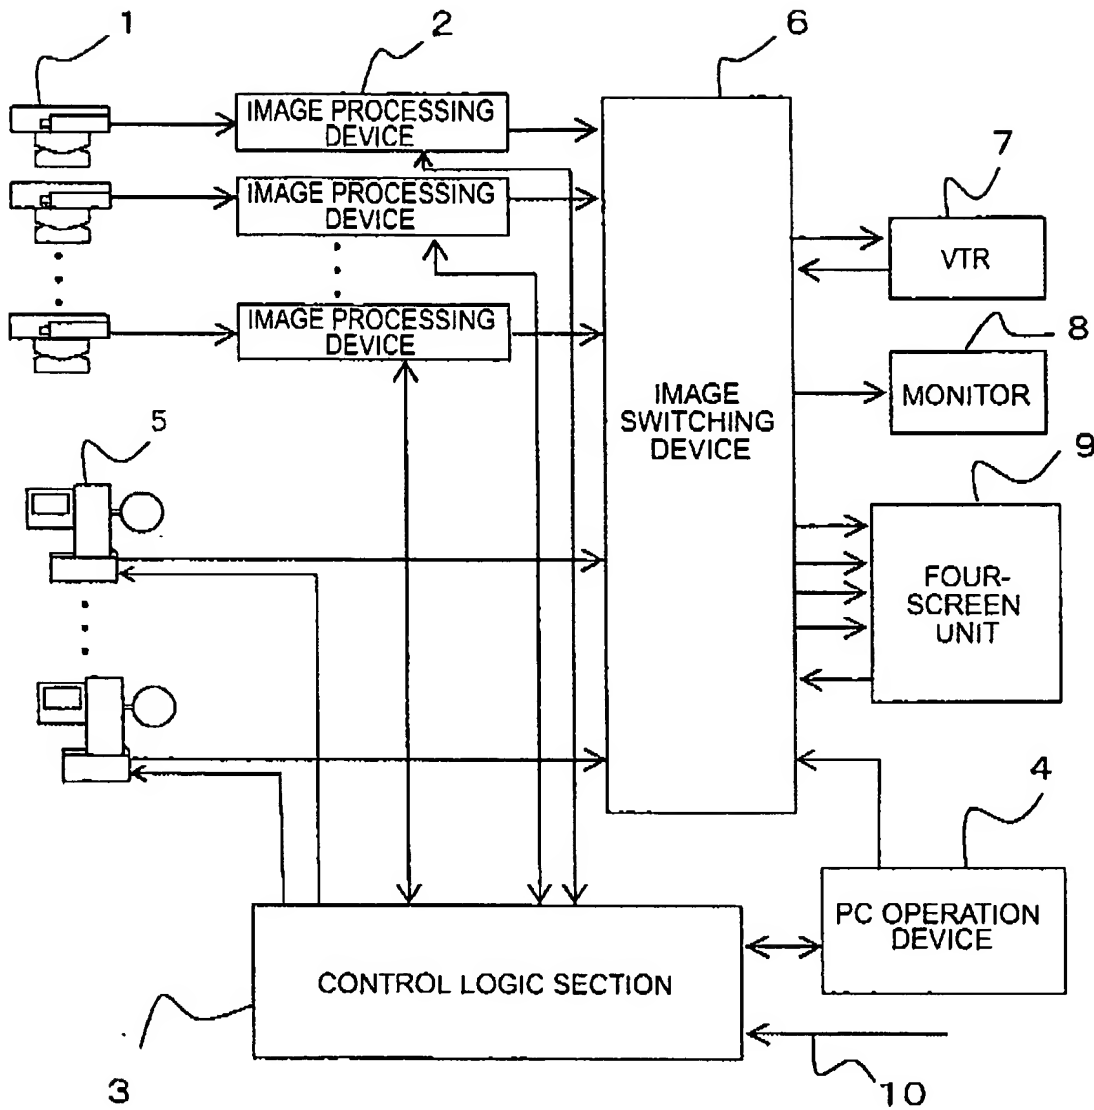 1
2
6
IMAGE PROCESSING
DEVICE
IMAGE PROCESSING
DEVICE
IMAGE PROCESSING
DEVICE
7
VTR
8
MONITOR
IMAGE
SWITCHING
DEVICE
5
9
FOUR-
SCREEN
UNIT
4
PC OPERATION
DEVICE
CONTROL LOGIC SECTION
3
10